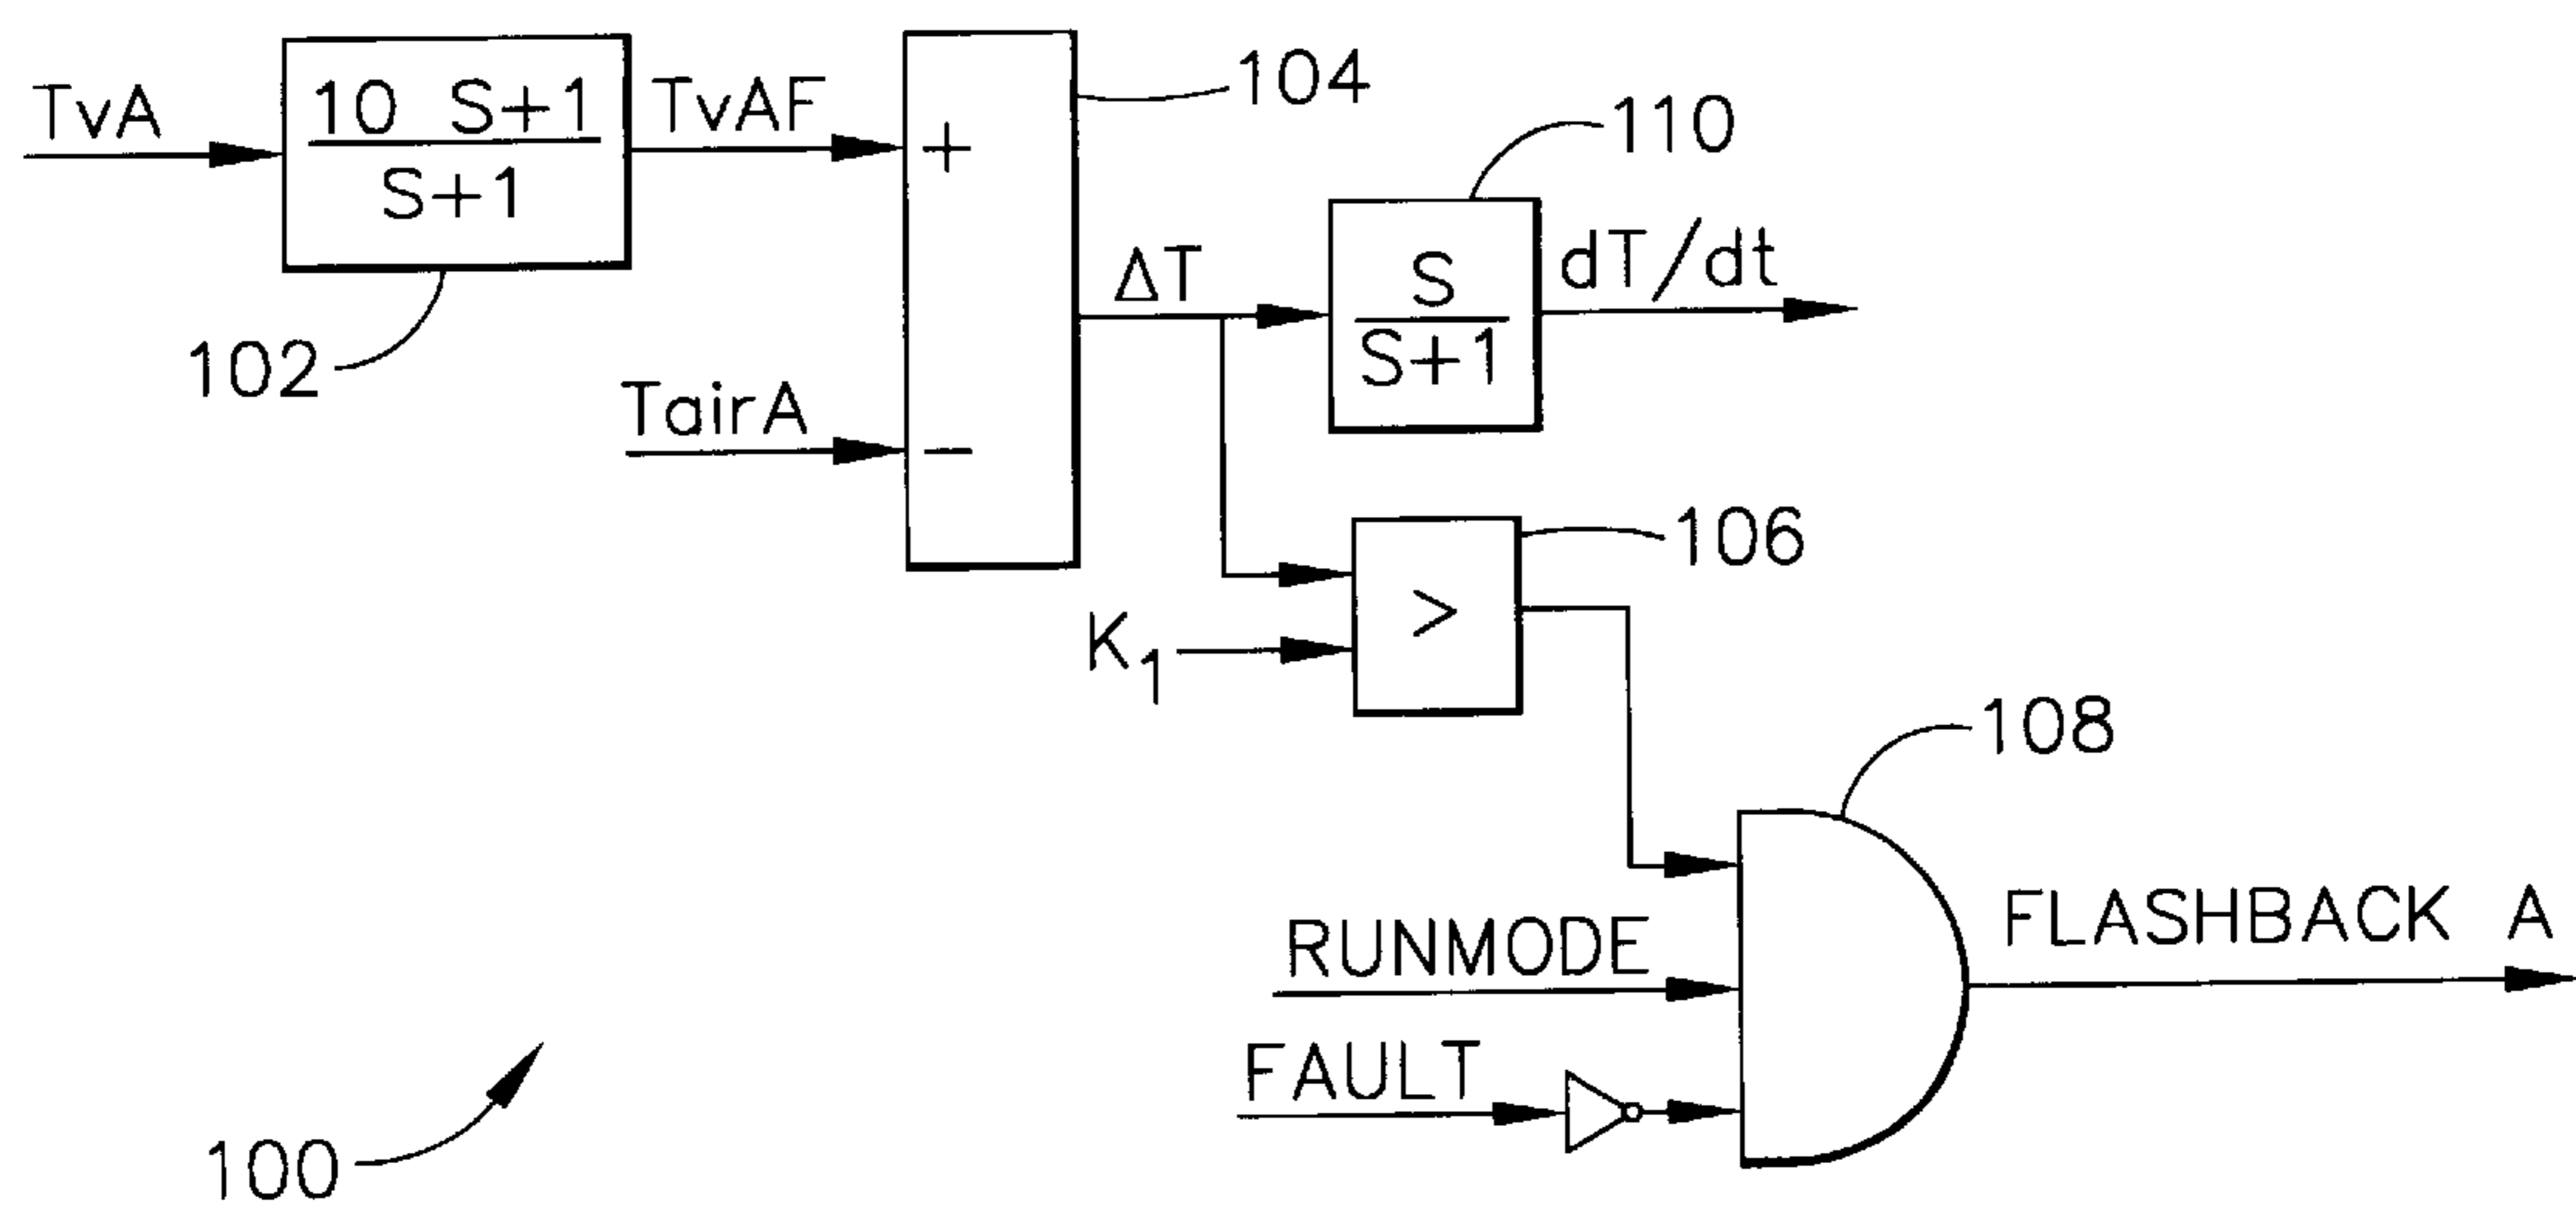 TvA
10 S+1
S+1
102
TvAF
TairA
+
−
104
ΔT
110
S
S+1
dT/dt
106
>
K1
108
RUNMODE
FAULT
FLASHBACK A
100